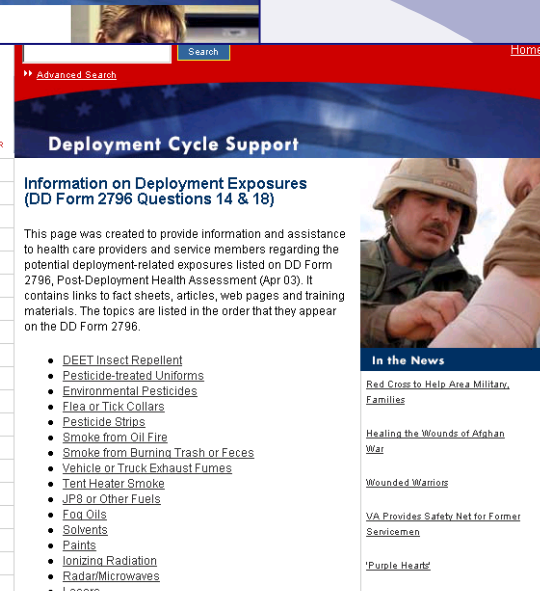 Search
Home
Advanced Search
R
Deployment Cycle Support
Information on Deployment Exposures
(DD Form 2796 Questions 14 & 18)
This page was created to provide information and assistance
to health care providers and service members regarding the
potential deployment-related exposures listed on DD Form
2796, Post-Deployment Health Assessment (Apr 03). It
contains links to fact sheets, articles, web pages and training
materials. The topics are listed in the order that they appear
on the DD Form 2796.
DEET Insect Repellent
Pesticide-treated Uniforms
Environmental Pesticides
Flea or Tick Collars
Pesticide Strips
Smoke from Oil Fire
Smoke from Burning Trash or Feces
Vehicle or Truck Exhaust Fumes
Tent Heater Smoke
JP8 or Other Fuels
Fog Oils
Solvents
Paints
Ionizing Radiation
Radar/Microwaves
Lasers
In the News
Red Cross to Help Area Military,
Families
Healing the Wounds of Afghan
War
Wounded Warriors
VA Provides Safety Net for Former
Servicemen
'Purple Hearts'